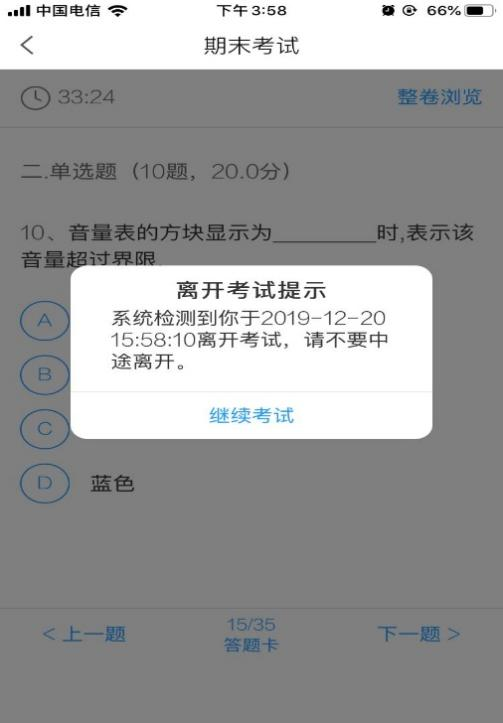 中国电信 下午3:58 66%
期末考试
33:24 整卷浏览
二.单选题（10题，20.0分）
10、音量表的方块显示为_________时,表示该
音量超过界限.
离开考试提示
系统检测到你于2019-12-20
15:58:10离开考试，请不要中
途离开。
继续考试
A
B
C
D 蓝色
< 上一题 15/35 下一题 >
答题卡